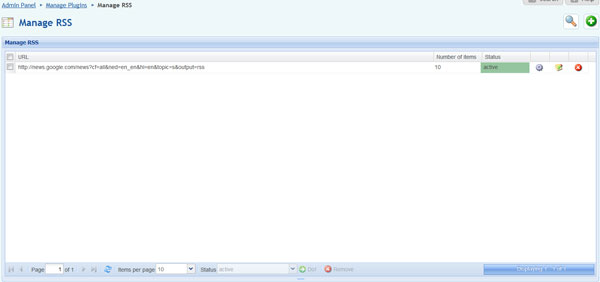 Admin Panel • Manage Plugins • Manage RSS
Manage RSS
Manage RSS
URL Number of items Status
http://news.google.com/news?cf=all&ned=en_en&hl=en&topic=s&output=rss 10 active
Page 1 of 1 Items per page 10 Status active Do! Remove